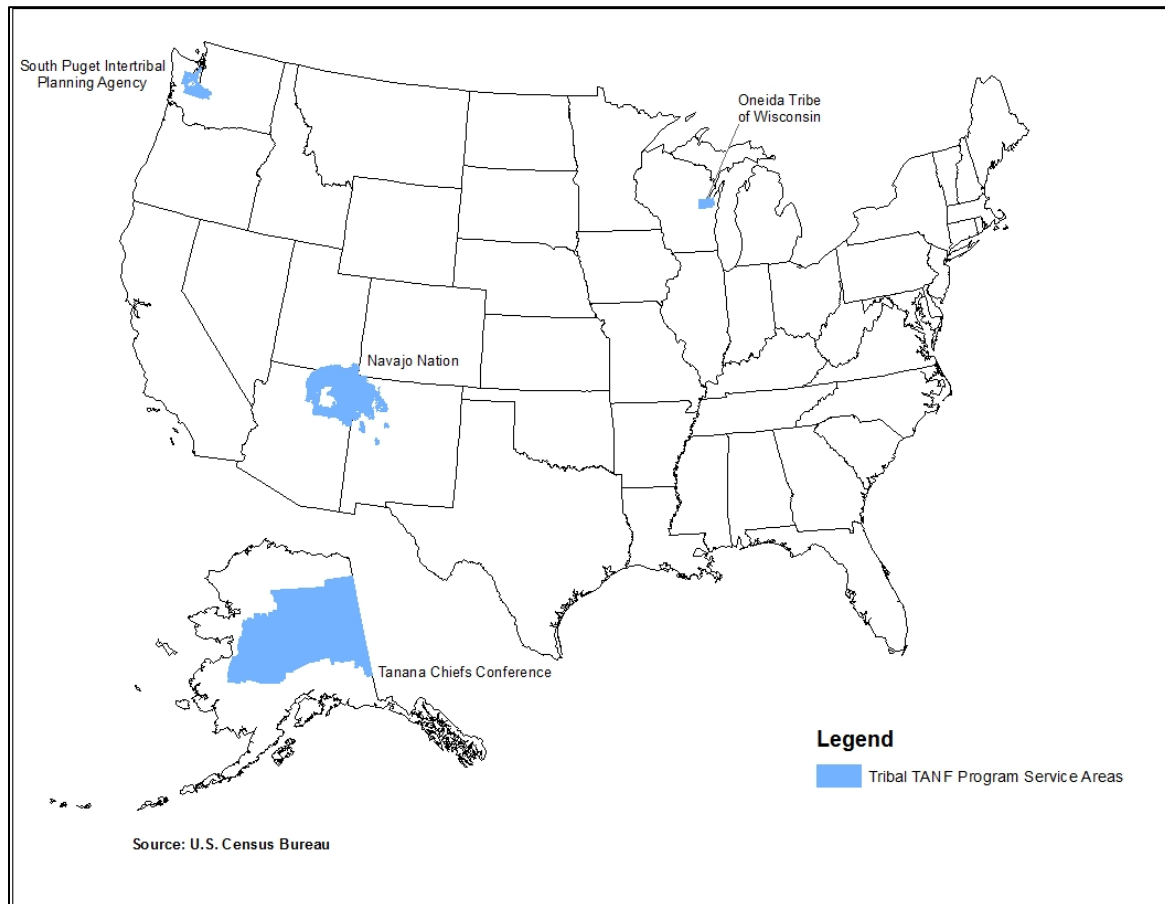 South Puget Intertribal
Planning Agency
Oneida Tribe
of Wisconsin
Navajo Nation
Tanana Chiefs Conference
Legend
Tribal TANF Program Service Areas
Source: U.S. Census Bureau